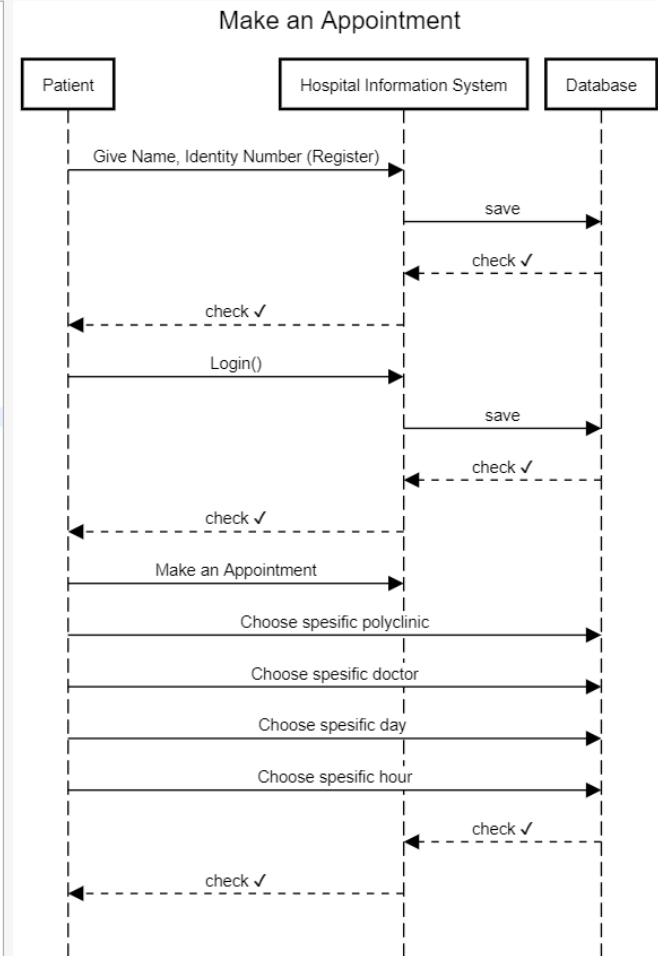 Make an Appointment
Patient
Hospital Information System
Database
Give Name, Identity Number (Register)
save
check ✓
check ✓
Login()
save
check ✓
check ✓
Make an Appointment
Choose spesific polyclinic
Choose spesific doctor
Choose spesific day
Choose spesific hour
check ✓
check ✓